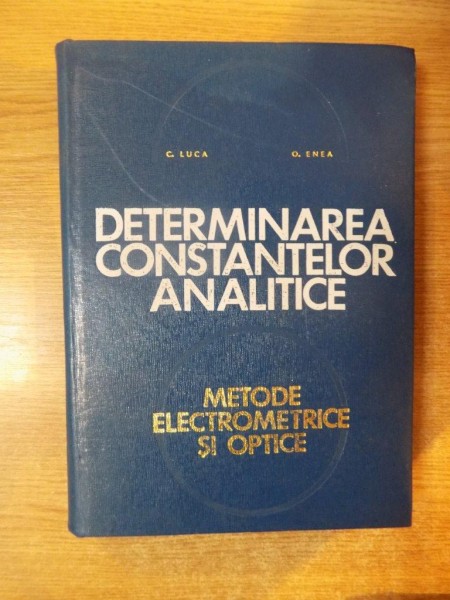 C. LUCA O. ENEA
DETERMINAREA
CONSTANTELOR
ANALITICE
METODE
ELECTROMETRICE
ȘI OPTICE